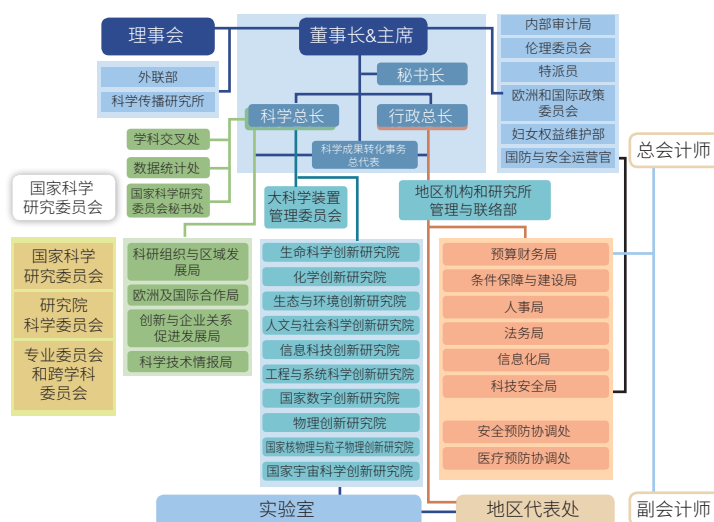 理事会
董事长&主席
内部审计局
伦理委员会
特派员
欧洲和国际政策
委员会
妇女权益维护部
国防与安全运营官
外联部
科学传播研究所
秘书长
科学总长
行政总长
科学成果转化事务
总代表
学科交叉处
数据统计处
国家科学研究
委员会秘书处
国家科学
研究委员会
大科学装置
管理委员会
地区机构和研究所
管理与联络部
总会计师
国家科学
研究委员会
研究院
科学委员会
专业委员会
和跨学科
委员会
科研组织与区域发
展局
欧洲及国际合作局
创新与企业关系
促进发展局
科学技术情报局
生命科学创新研究院
化学创新研究院
生态与环境创新研究院
人文与社会科学创新研究院
信息科技创新研究院
工程与系统科学创新研究院
国家数字创新研究院
物理创新研究院
国家核物理与粒子物理创新研究院
国家宇宙科学创新研究院
预算财务局
条件保障与建设局
人事局
法务局
信息化局
科技安全局
安全预防协调处
医疗预防协调处
实验室
地区代表处
副会计师